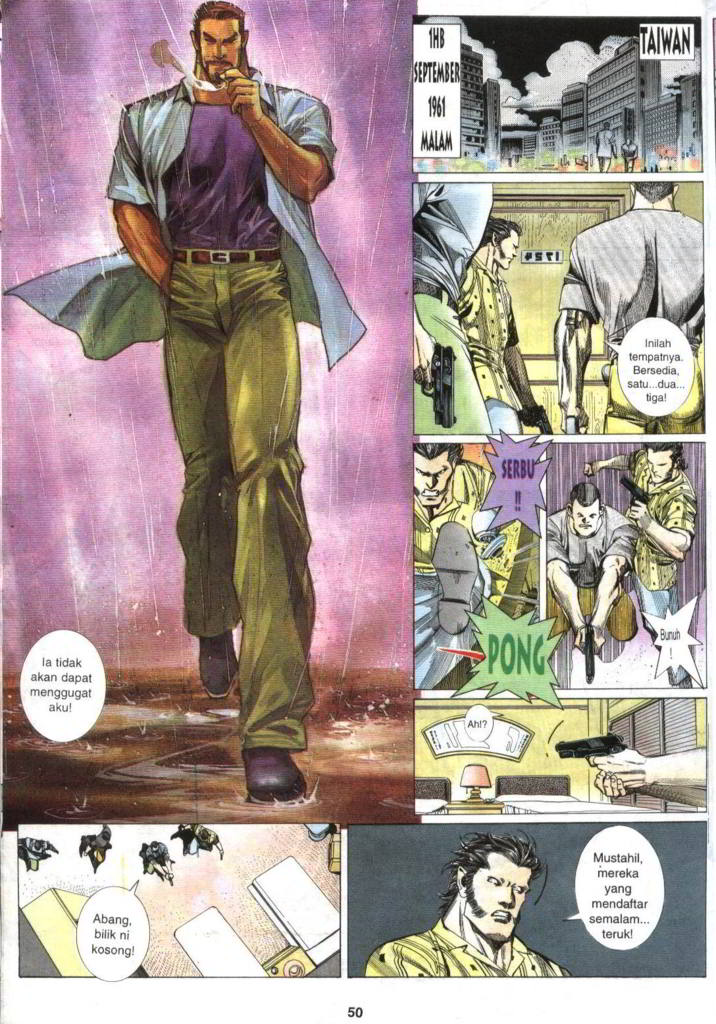 Ia tidak
akan dapat
menggugat
aku!
1HB
SEPTEMBER
1961
MALAM
TAIWAN
1724
Inilah
tempatnya.
Bersedia,
satu...dua...
tiga!
SERBU
!!
PONG
Bunuh
!
Ah!?
Abang,
bilik ni
kosong!
Mustahil,
mereka
yang
mendaftar
semalam...
teruk!
50